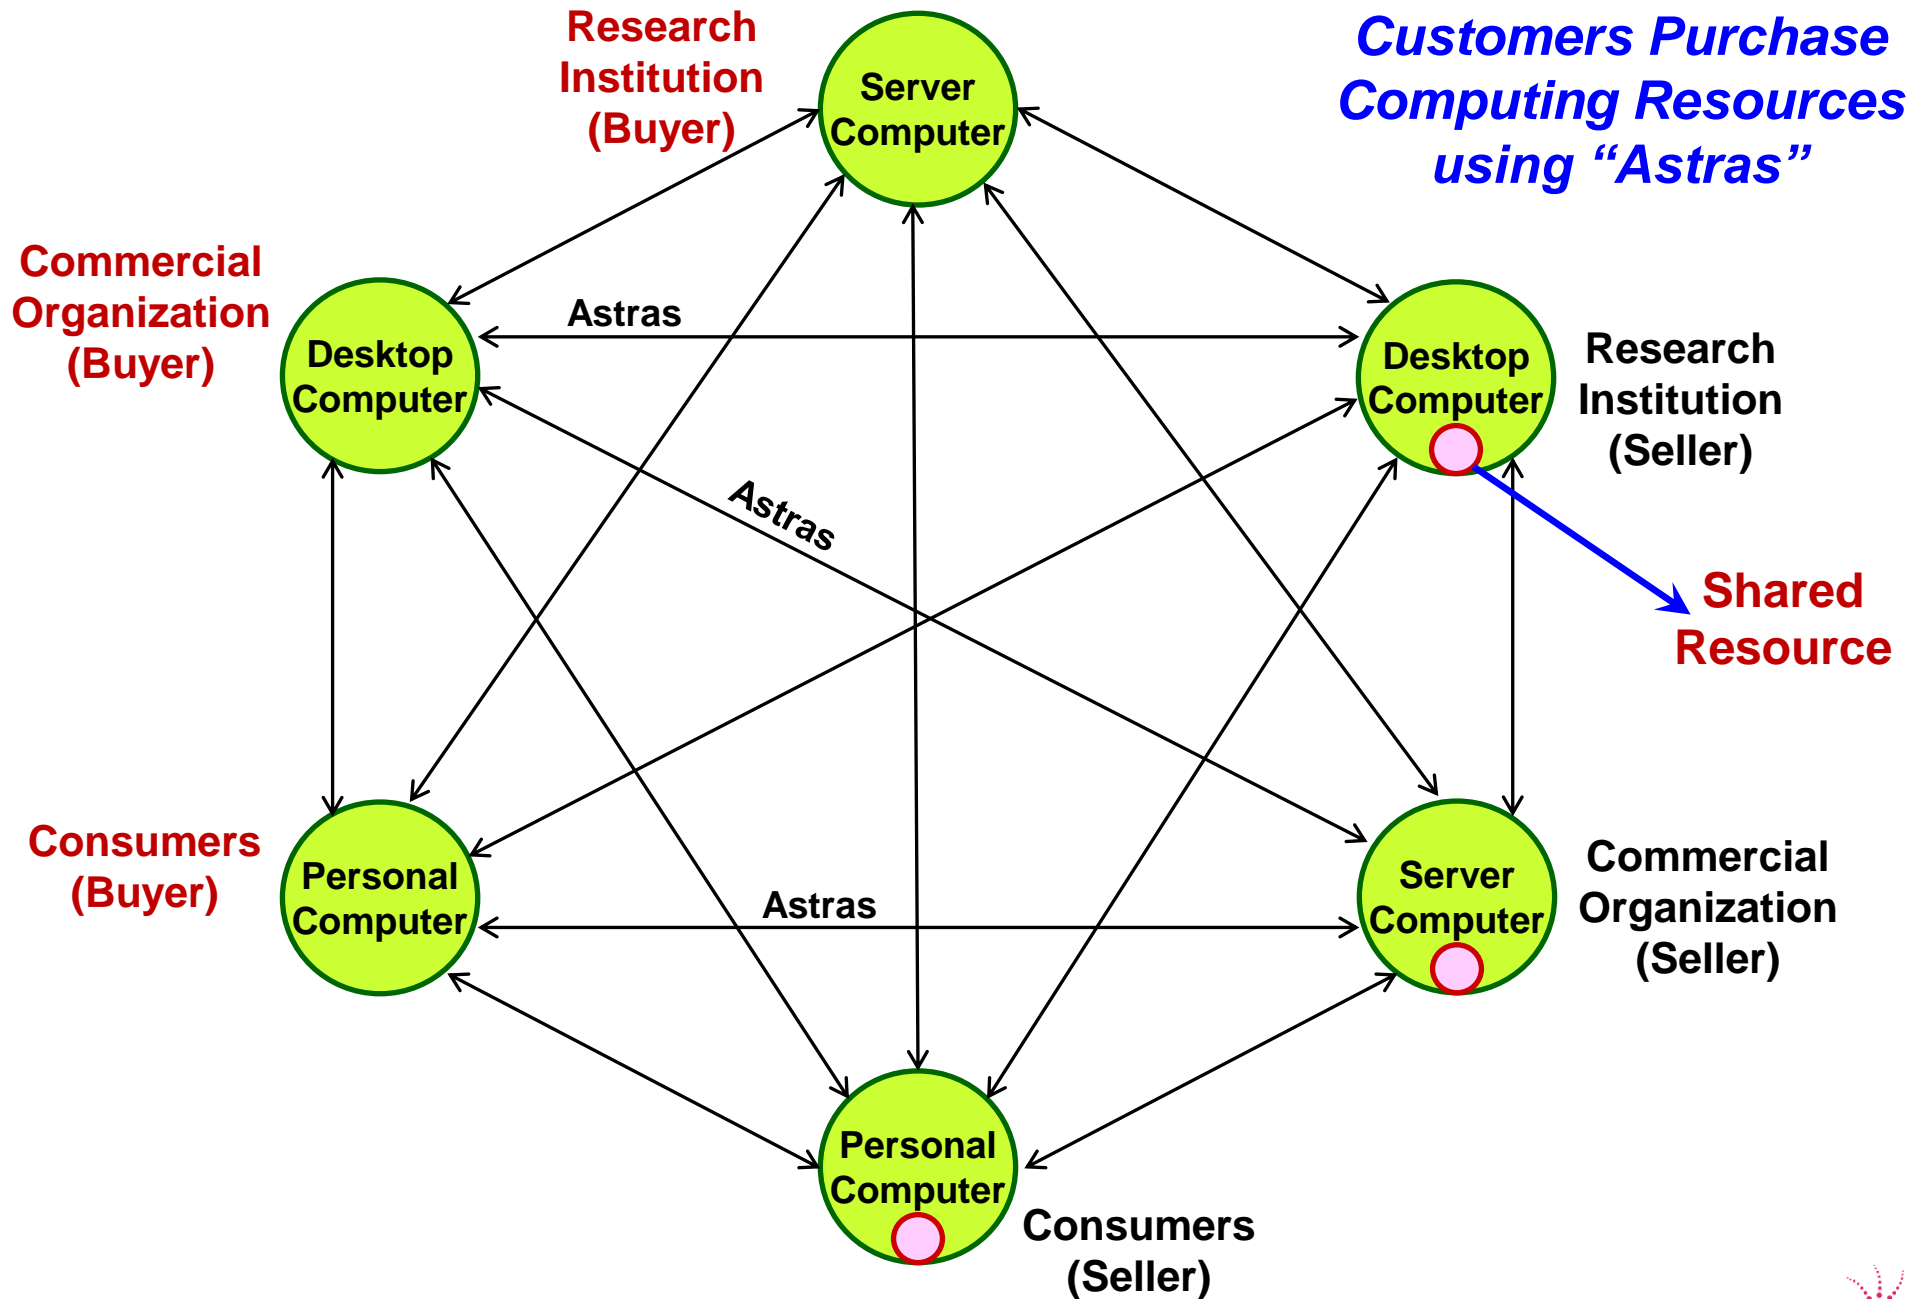 Research
Institution
(Buyer)
Server
Computer
Customers Purchase
Computing Resources
using “Astras”
Commercial
Organization
(Buyer)
Desktop
Computer
Astras
Desktop
Computer
Research
Institution
(Seller)
Astras
Shared
Resource
Consumers
(Buyer)
Personal
Computer
Astras
Server
Computer
Commercial
Organization
(Seller)
Personal
Computer
Consumers
(Seller)